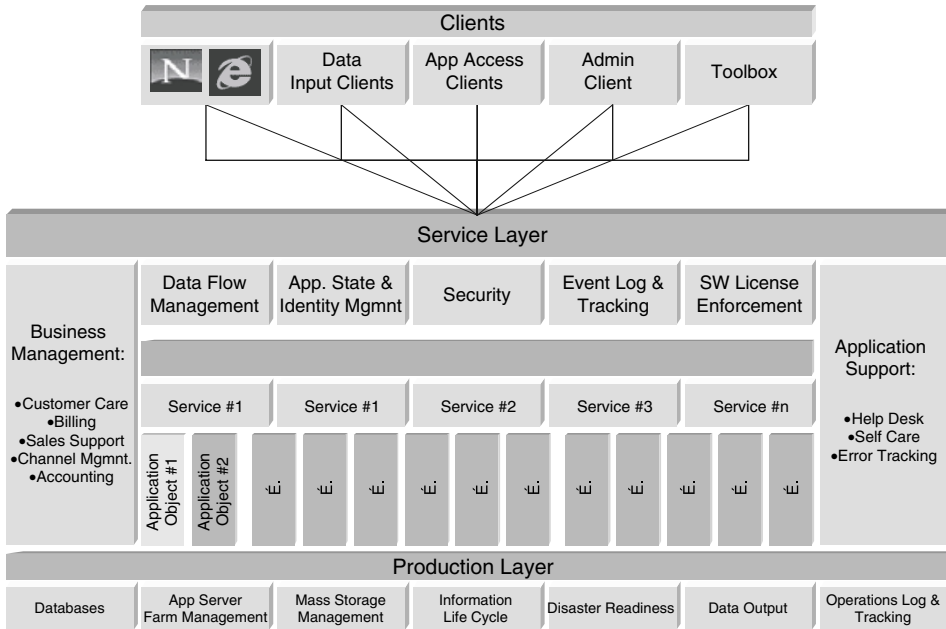 Clients
N e
Data
Input Clients
App Access
Clients
Admin
Client
Toolbox
Service Layer
Business
Management:
•Customer Care
•Billing
•Sales Support
•Channel Mgmnt.
•Accounting
Data Flow
Management
App. State &
Identity Mgmnt
Security
Event Log &
Tracking
SW License
Enforcement
Service #1
Service #1
Service #2
Service #3
Service #n
Application
Object #1
Application
Object #2
É.
É.
É.
É.
É.
É.
É.
É.
É.
É.
É.
Application
Support:
•Help Desk
•Self Care
•Error Tracking
Production Layer
Databases
App Server
Farm Management
Mass Storage
Management
Information
Life Cycle
Disaster Readiness
Data Output
Operations Log &
Tracking